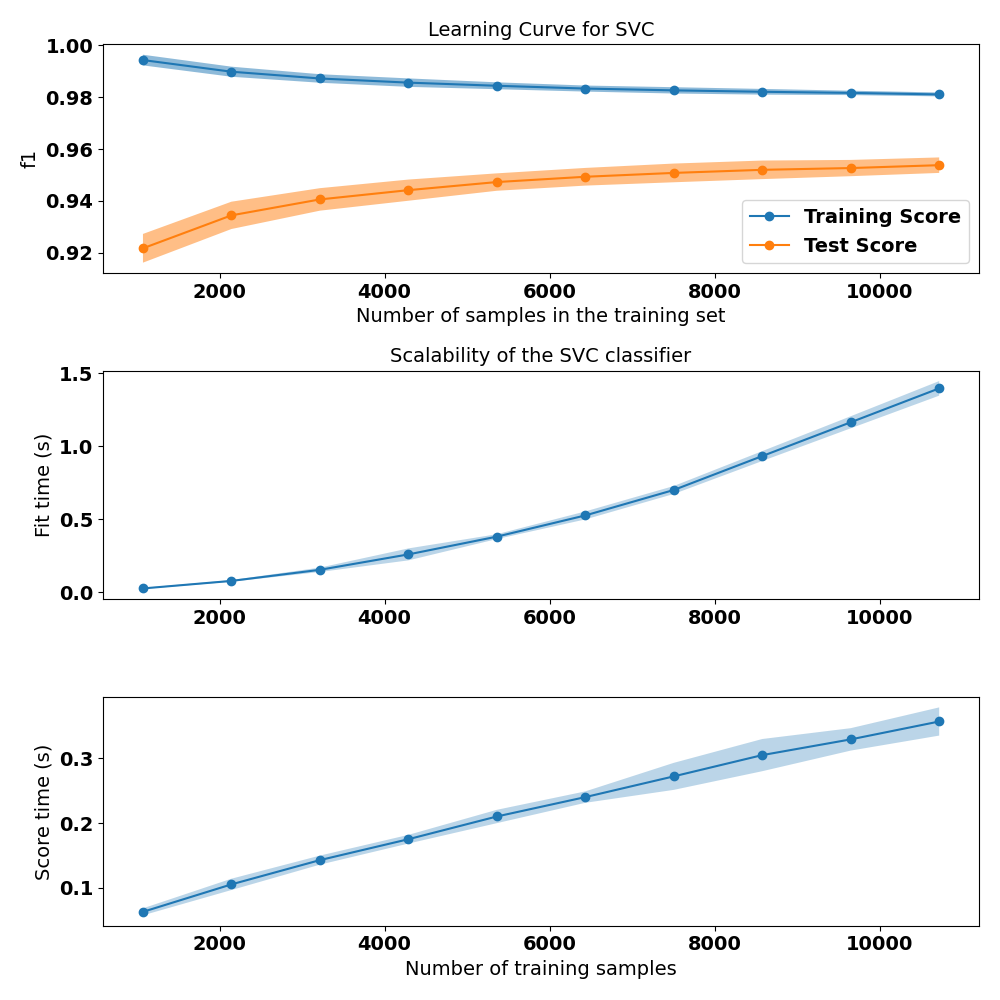 Learning Curve for SVC
1.00
0.98
0.96
0.94
0.92
f1
Training Score
Test Score
2000 4000 6000 8000 10000
Number of samples in the training set
Scalability of the SVC classifier
1.5
1.0
0.5
0.0
Fit time (s)
2000 4000 6000 8000 10000
0.3
0.2
0.1
Score time (s)
2000 4000 6000 8000 10000
Number of training samples